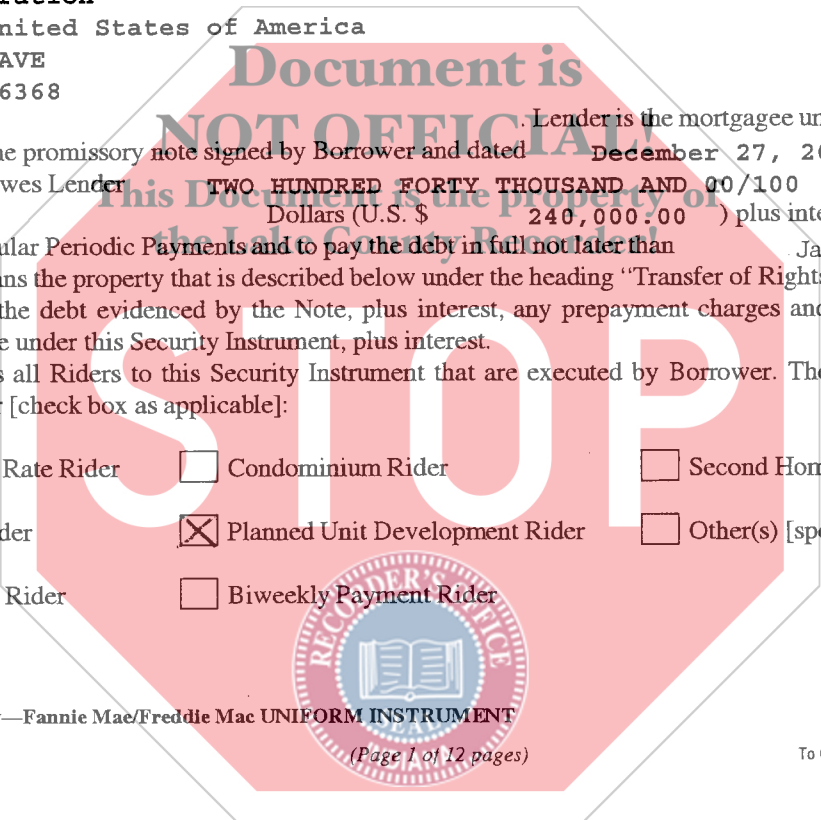 ration
nited States of America
AVE
6368
Document is
NOT OFFICIAL!
This Document is the property of
the Lake County Recorder!
. Lender is the mortgagee un
ne promissory note signed by Borrower and dated December 27, 20
wes Lender TWO HUNDRED FORTY THOUSAND AND 00/100
Dollars (U.S. $ 240,000.00 ) plus inte
ular Periodic Payments and to pay the debt in full not later than Ja
ans the property that is described below under the heading "Transfer of Rights
the debt evidenced by the Note, plus interest, any prepayment charges and
e under this Security Instrument, plus interest.
s all Riders to this Security Instrument that are executed by Borrower. The
r [check box as applicable]:
STOP
Rate Rider Condominium Rider Second Hom
der Planned Unit Development Rider Other(s) [spe
Rider Biweekly Payment Rider
RECORDER'S OFFICE
SEAL
INDIANA
—Fannie Mae/Freddie Mac UNIFORM INSTRUMENT
(Page 1 of 12 pages)
To